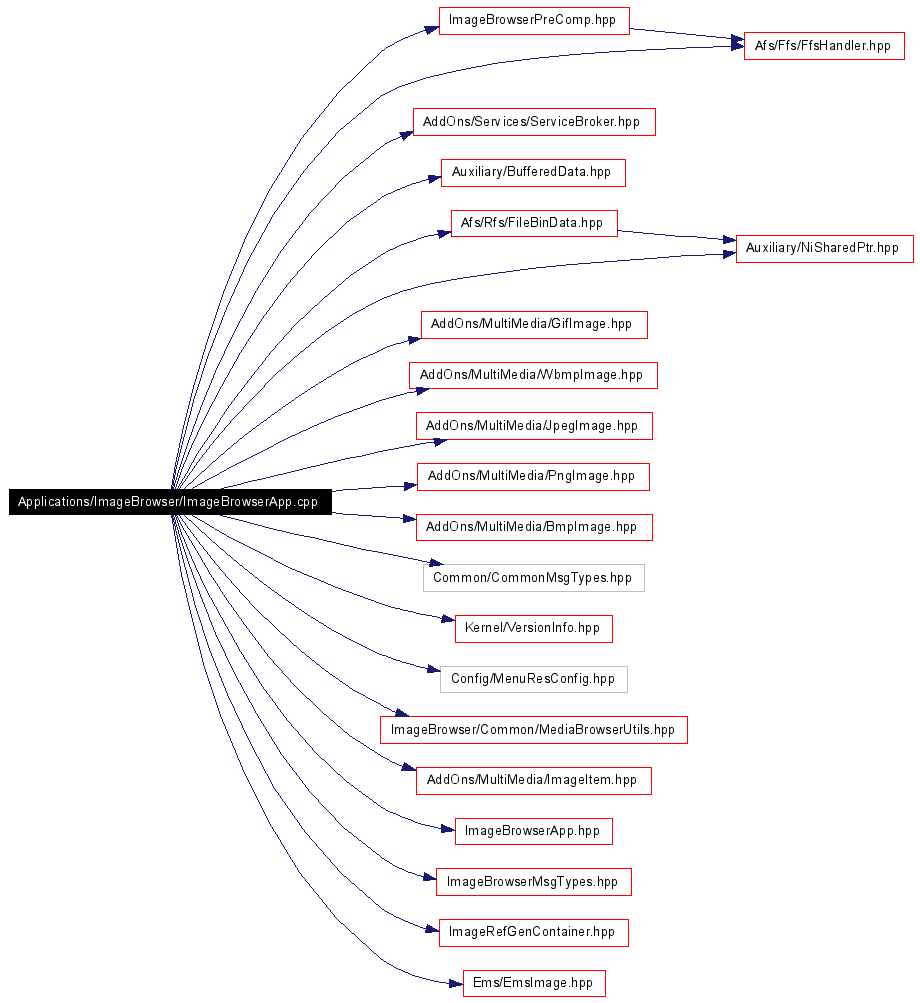 ImageBrowserPreComp.hpp
Afs/Ffs/FfsHandler.hpp
AddOns/Services/ServiceBroker.hpp
Auxiliary/BufferedData.hpp
Afs/Rfs/FileBinData.hpp
Auxiliary/NiSharedPtr.hpp
AddOns/MultiMedia/GifImage.hpp
AddOns/MultiMedia/WbmpImage.hpp
AddOns/MultiMedia/JpegImage.hpp
AddOns/MultiMedia/PngImage.hpp
Applications/ImageBrowser/ImageBrowserApp.cpp
AddOns/MultiMedia/BmpImage.hpp
Common/CommonMsgTypes.hpp
Kernel/VersionInfo.hpp
Config/MenuResConfig.hpp
ImageBrowser/Common/MediaBrowserUtils.hpp
AddOns/MultiMedia/ImageItem.hpp
ImageBrowserApp.hpp
ImageBrowserMsgTypes.hpp
ImageRefGenContainer.hpp
Ems/EmsImage.hpp